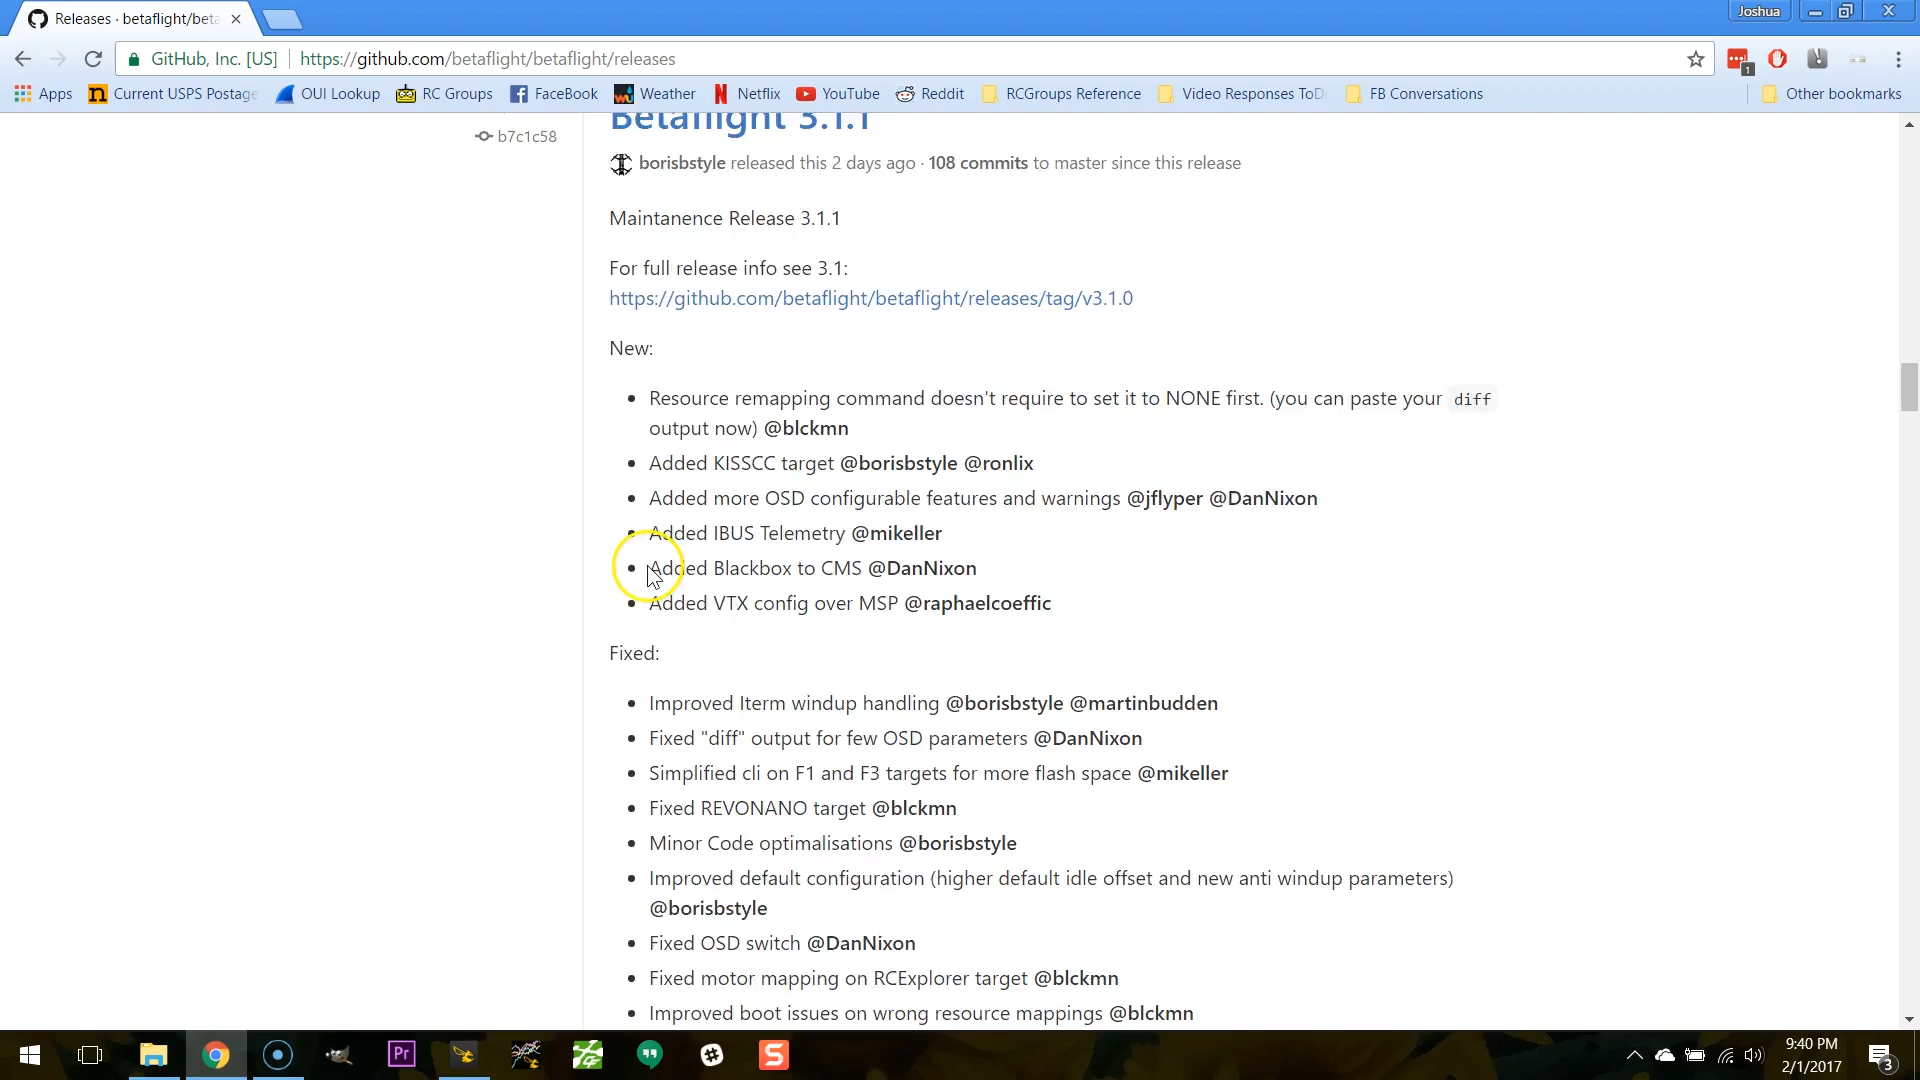 Releases · betaflight/beta
Joshua
GitHub, Inc. [US]
https://github.com/betaflight/betaflight/releases
1
Apps
Current USPS Postage
OUI Lookup
RC Groups
FaceBook
Weather
Netflix
YouTube
Reddit
RCGroups Reference
Video Responses ToD
FB Conversations
Other bookmarks
b7c1c58
Betaflight 3.1.1
borisbstyle released this 2 days ago · 108 commits to master since this release
Maintanence Release 3.1.1
For full release info see 3.1:
https://github.com/betaflight/betaflight/releases/tag/v3.1.0
New:
Resource remapping command doesn't require to set it to NONE first. (you can paste your diff
output now) @blckmn
Added KISSCC target @borisbstyle @ronlix
Added more OSD configurable features and warnings @jflyper @DanNixon
Added IBUS Telemetry @mikeller
Added Blackbox to CMS @DanNixon
Added VTX config over MSP @raphaelcoeffic
Fixed:
Improved Iterm windup handling @borisbstyle @martinbudden
Fixed "diff" output for few OSD parameters @DanNixon
Simplified cli on F1 and F3 targets for more flash space @mikeller
Fixed REVONANO target @blckmn
Minor Code optimalisations @borisbstyle
Improved default configuration (higher default idle offset and new anti windup parameters)
@borisbstyle
Fixed OSD switch @DanNixon
Fixed motor mapping on RCExplorer target @blckmn
Improved boot issues on wrong resource mappings @blckmn
Pr
S
9:40 PM
2/1/2017
3